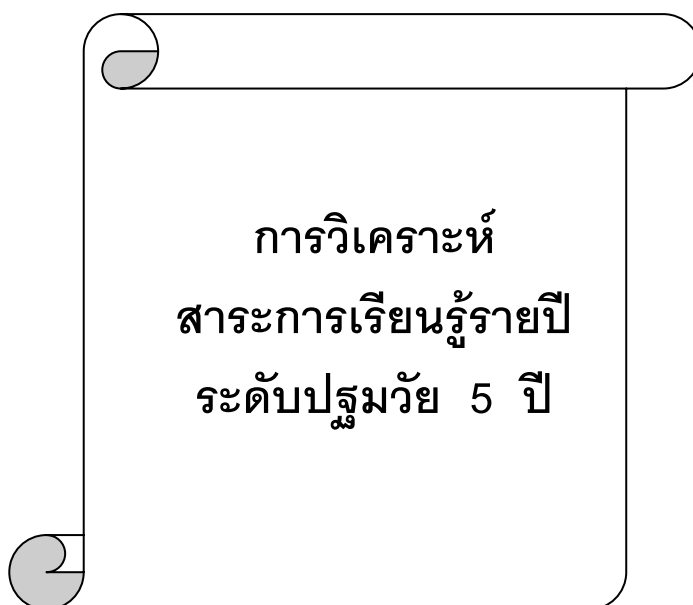 การวิเคราะห์
สาระการเรียนรู้รายปี
ระดับปฐมวัย 5 ปี